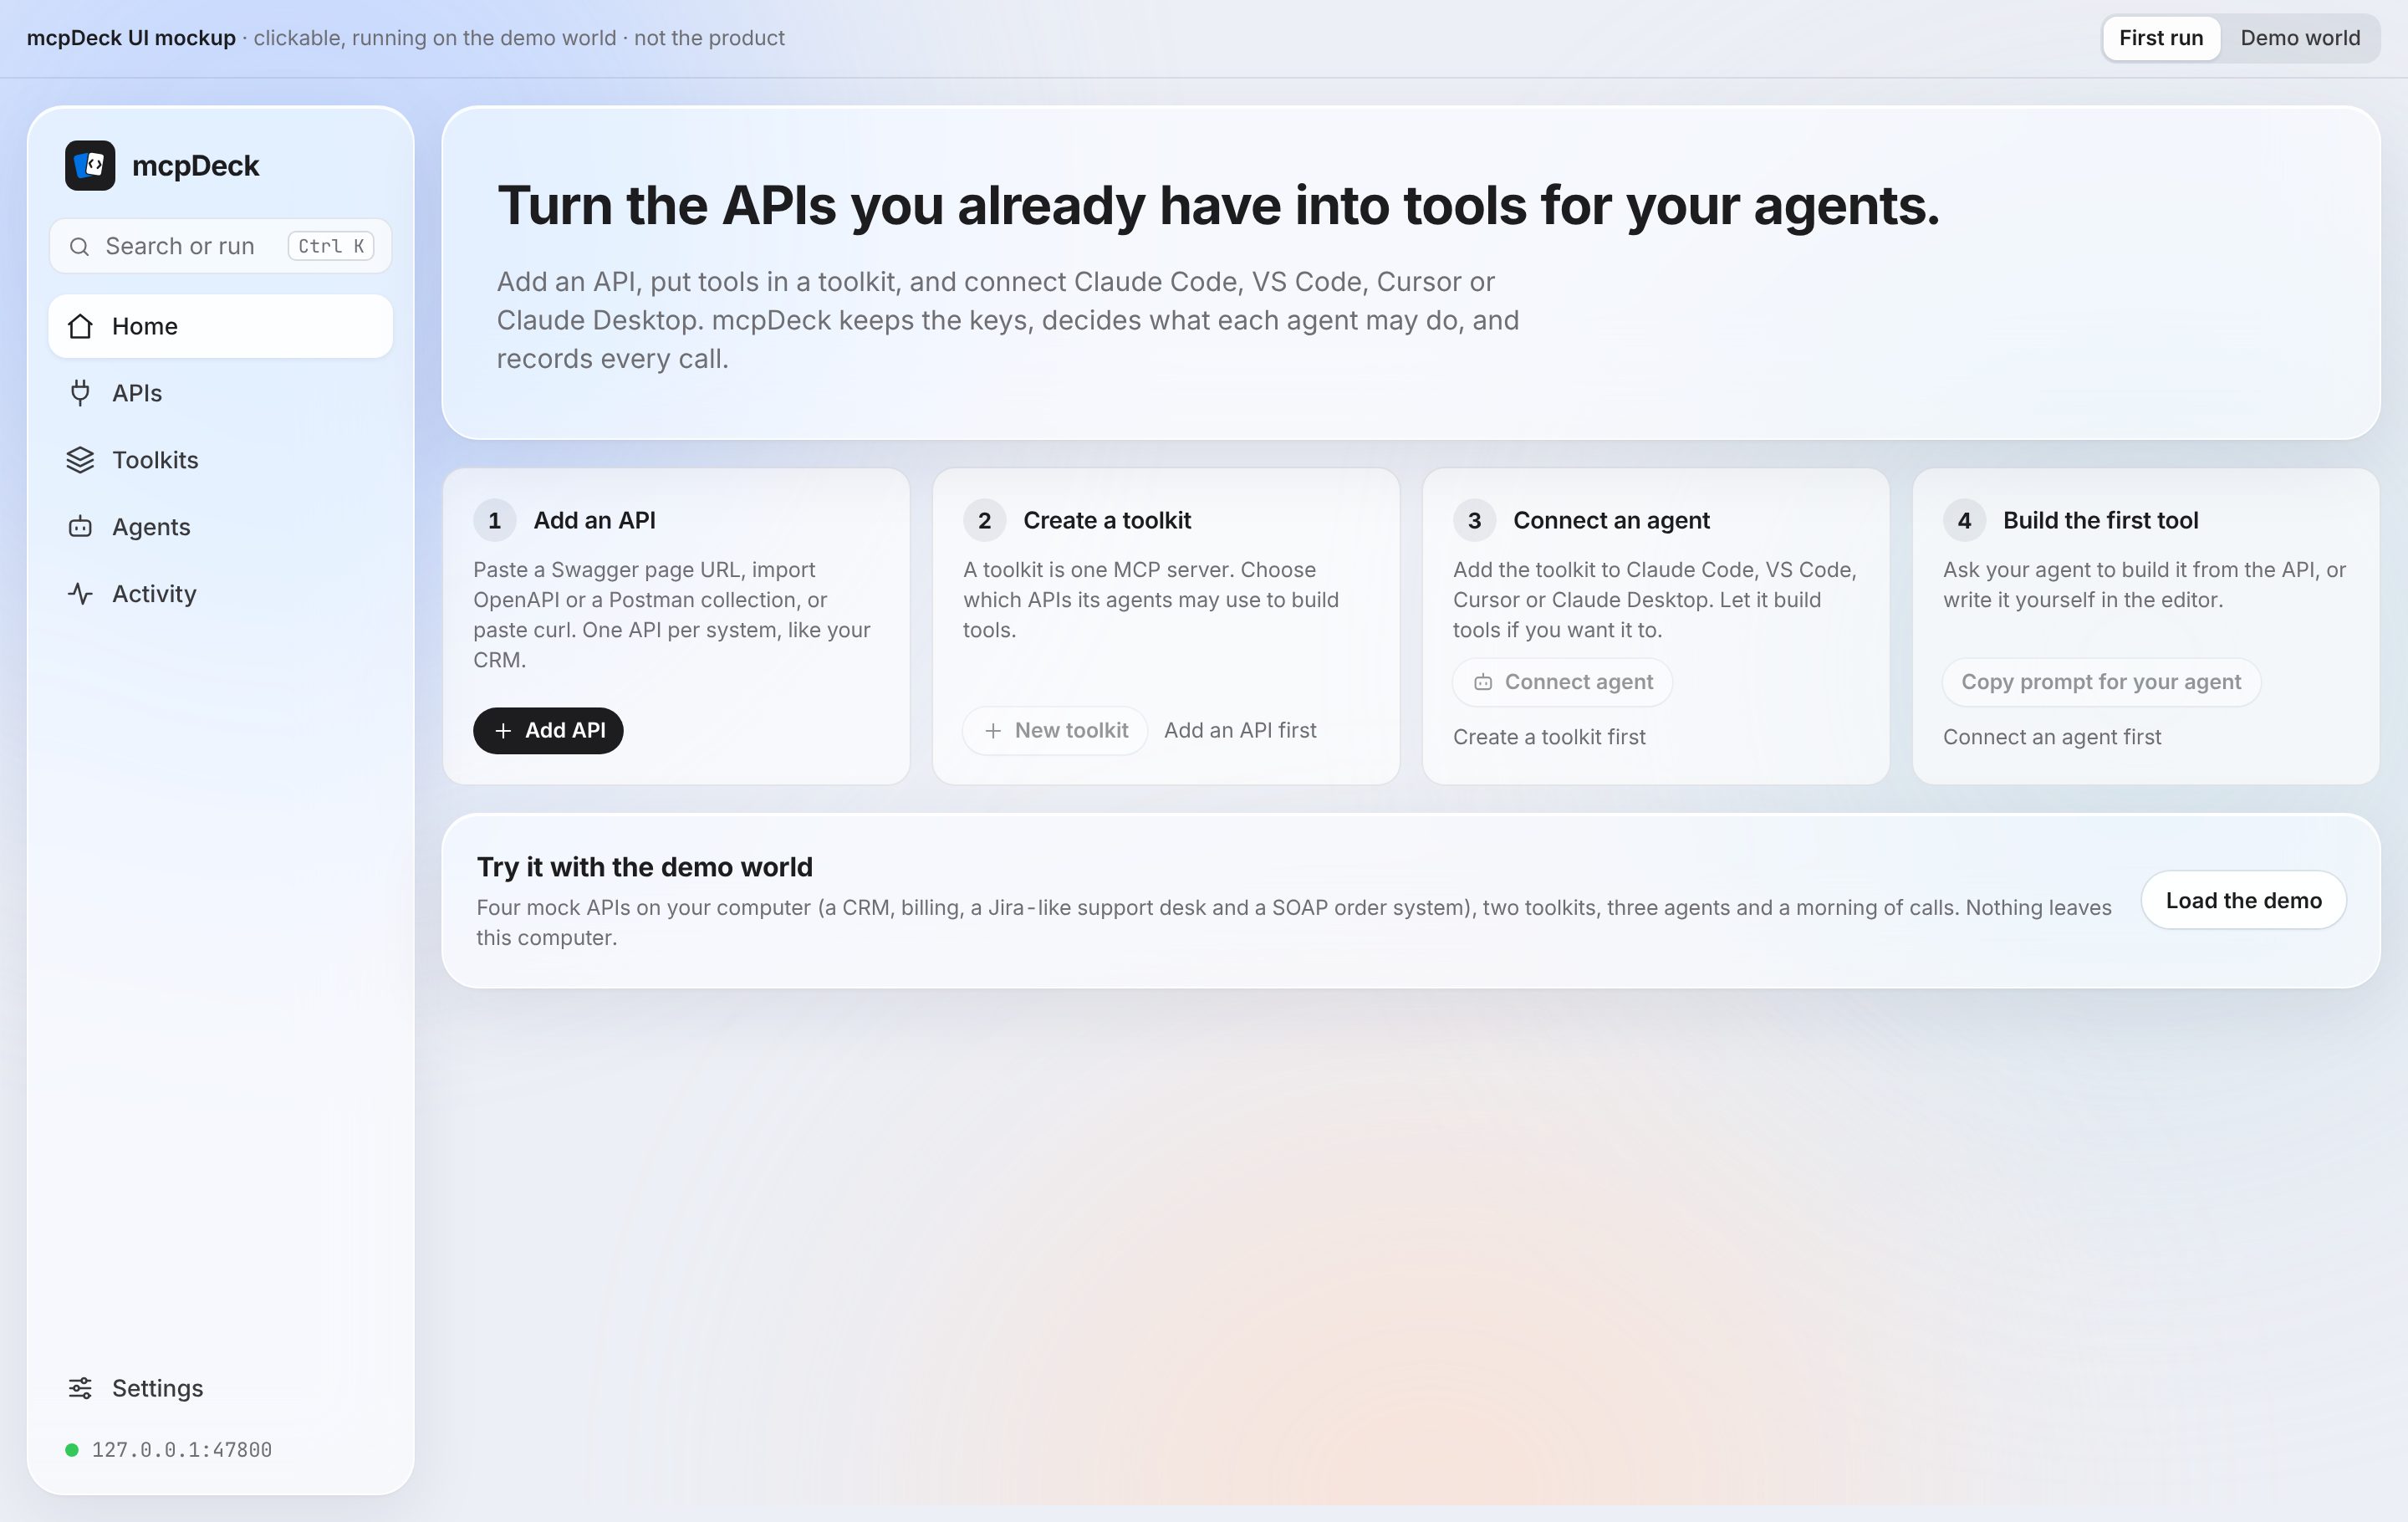 mcpDeck UI mockup · clickable, running on the demo world · not the product
First run
Demo world
mcpDeck
Search or run
Ctrl K
Home
APIs
Toolkits
Agents
Activity
Settings
127.0.0.1:47800
Turn the APIs you already have into tools for your agents.
Add an API, put tools in a toolkit, and connect Claude Code, VS Code, Cursor or
Claude Desktop. mcpDeck keeps the keys, decides what each agent may do, and
records every call.
1 Add an API
Paste a Swagger page URL, import
OpenAPI or a Postman collection, or
paste curl. One API per system, like your
CRM.
+ Add API
2 Create a toolkit
A toolkit is one MCP server. Choose
which APIs its agents may use to build
tools.
+ New toolkit
Add an API first
3 Connect an agent
Add the toolkit to Claude Code, VS Code,
Cursor or Claude Desktop. Let it build
tools if you want it to.
Connect agent
Create a toolkit first
4 Build the first tool
Ask your agent to build it from the API, or
write it yourself in the editor.
Copy prompt for your agent
Connect an agent first
Try it with the demo world
Four mock APIs on your computer (a CRM, billing, a Jira-like support desk and a SOAP order system), two toolkits, three agents and a morning of calls. Nothing leaves
this computer.
Load the demo